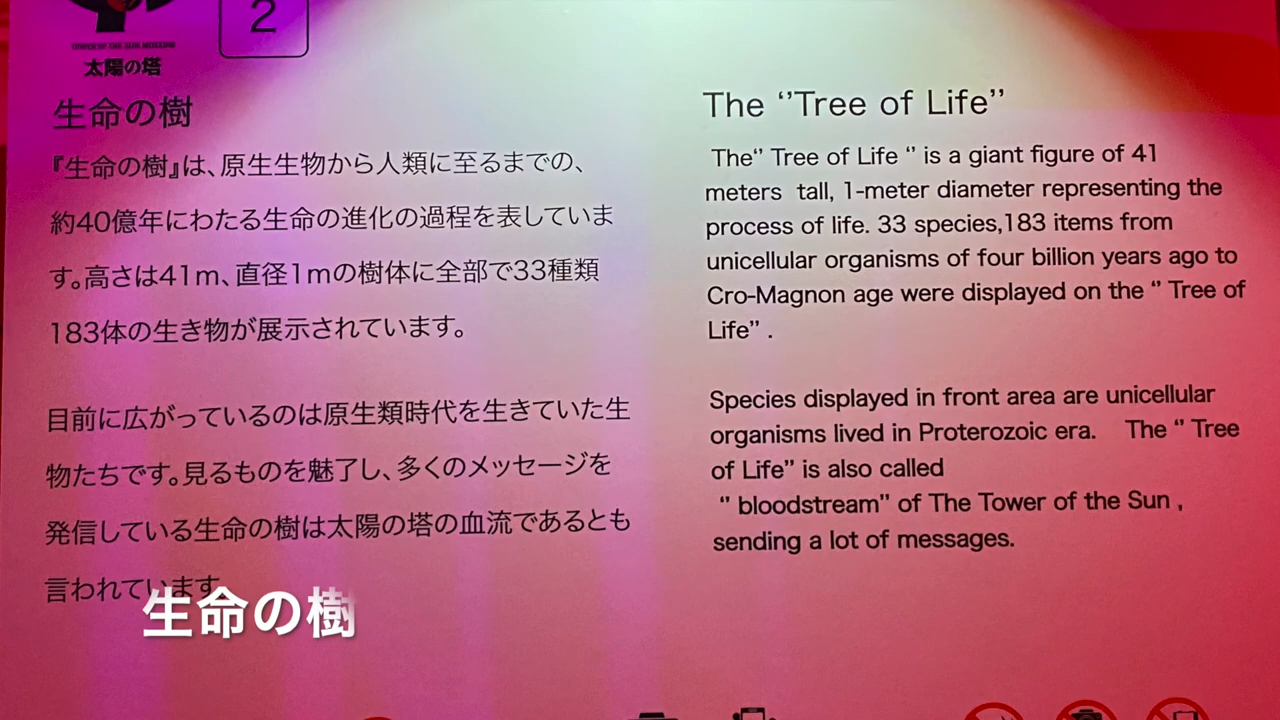 2
TOWER OF THE SUN MUSEUM
太陽の塔
生命の樹
『生命の樹』は、原生生物から人類に至るまでの、
約40億年にわたる生命の進化の過程を表していま
す。高さは41m、直径1mの樹体に全部で33種類
183体の生き物が展示されています。
目前に広がっているのは原生類時代を生きていた生
物たちです。見るものを魅了し、多くのメッセージを
発信している生命の樹は太陽の塔の血流であるとも
言われています
The ‘’Tree of Life’’
The‘’ Tree of Life ‘’ is a giant figure of 41
meters tall, 1-meter diameter representing the
process of life. 33 species,183 items from
unicellular organisms of four billion years ago to
Cro-Magnon age were displayed on the ‘’ Tree of
Life’’ .
Species displayed in front area are unicellular
organisms lived in Proterozoic era. The ‘’ Tree
of Life’’ is also called
‘’ bloodstream’’ of The Tower of the Sun ,
sending a lot of messages.
生命の樹